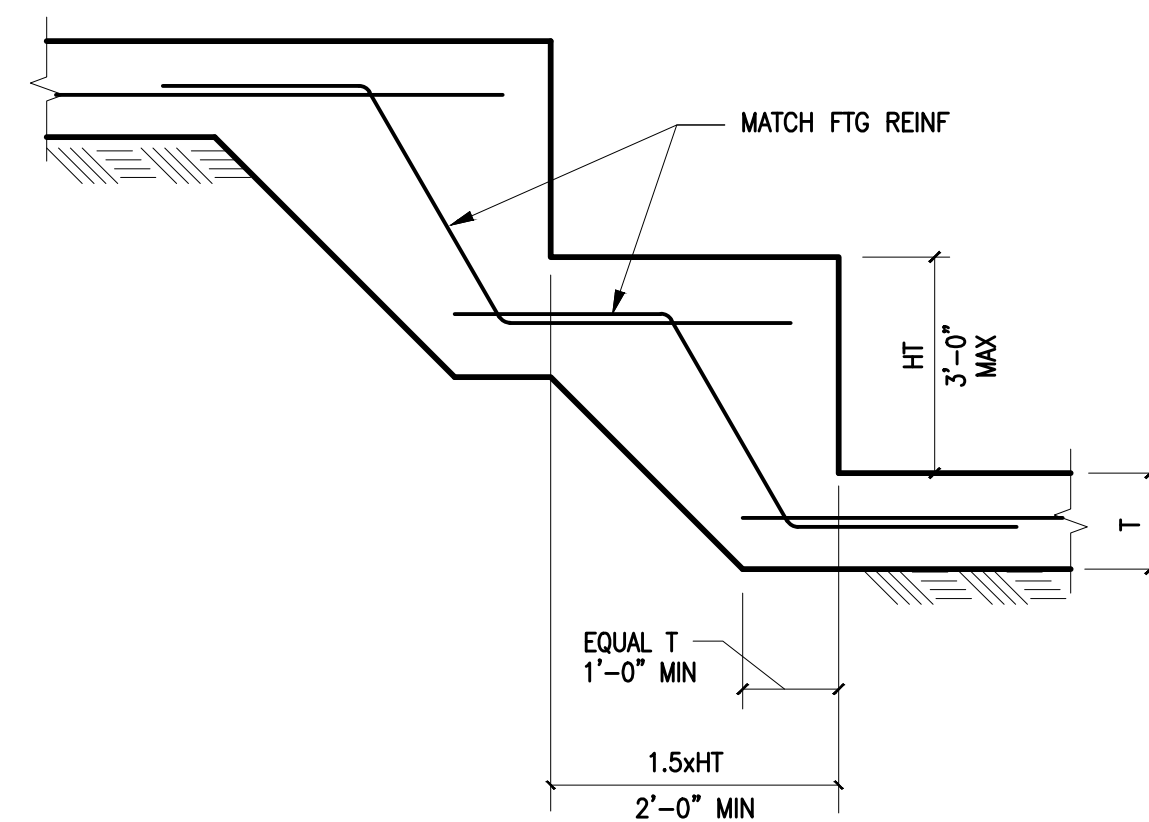 MATCH FTG REINF
HT
3'-0"
MAX
T
EQUAL T
1'-0" MIN
1.5xHT
2'-0" MIN